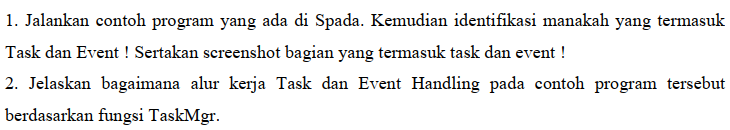 1. Jalankan contoh program yang ada di Spada. Kemudian identifikasi manakah yang termasuk
Task dan Event ! Sertakan screenshot bagian yang termasuk task dan event !
2. Jelaskan bagaimana alur kerja Task dan Event Handling pada contoh program tersebut
berdasarkan fungsi TaskMgr.